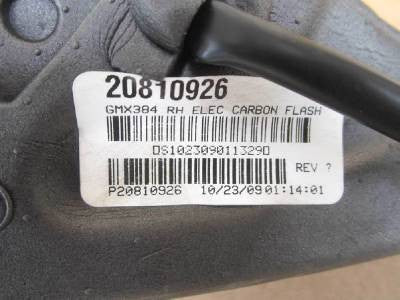 20810926
GMX384 RH ELEC CARBON FLASH
DS1023090113290
REV ?
P20810926 10/23/09 01:14:01